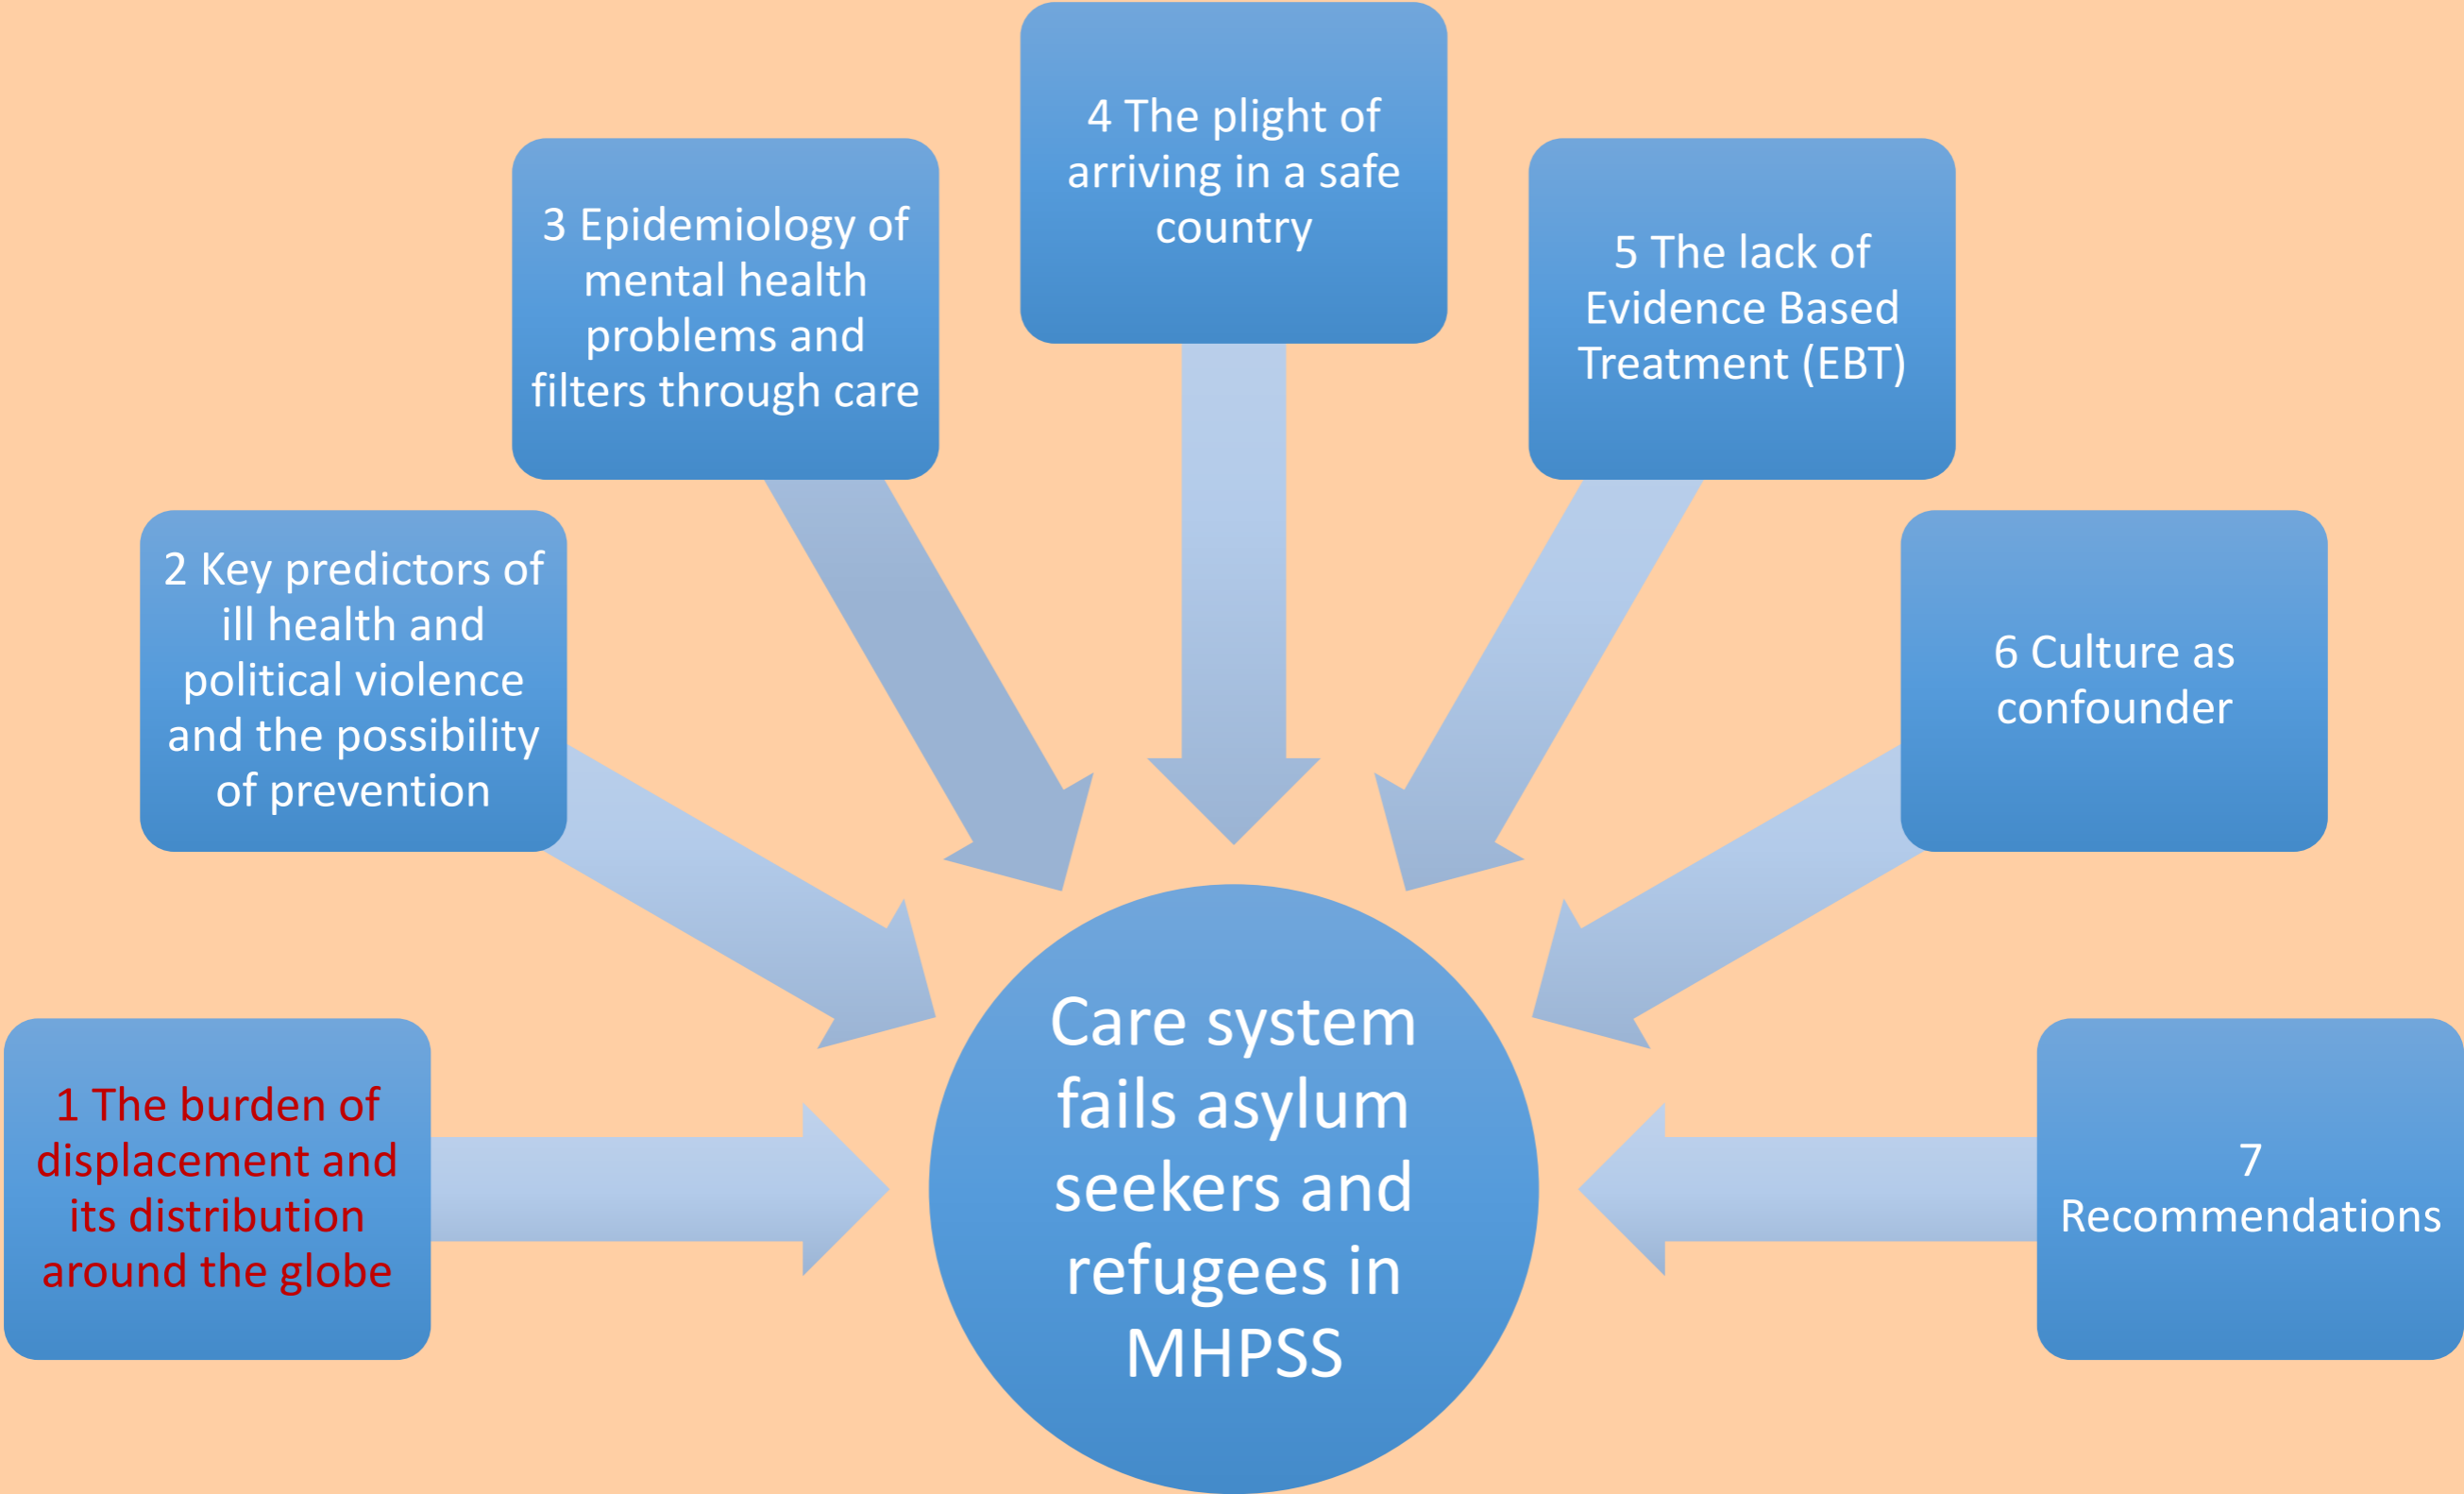 1 The burden of
displacement and
its distribution
around the globe
2 Key predictors of
ill health and
political violence
and the possibility
of prevention
3 Epidemiology of
mental health
problems and
filters through care
4 The plight of
arriving in a safe
country
5 The lack of
Evidence Based
Treatment (EBT)
6 Culture as
confounder
7
Recommendations
Care system
fails asylum
seekers and
refugees in
MHPSS